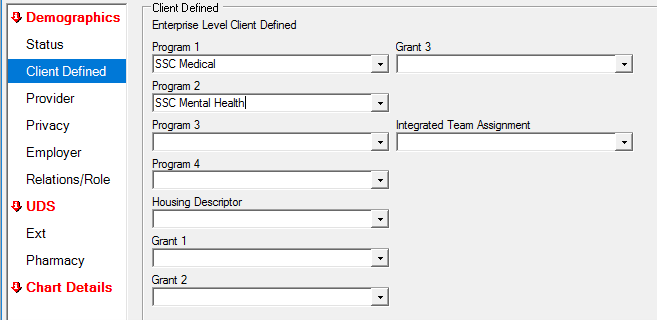 Demographics
Status
Client Defined
Provider
Privacy
Employer
Relations/Role
UDS
Ext
Pharmacy
Chart Details
Client Defined
Enterprise Level Client Defined
Program 1
SSC Medical
Grant 3
Program 2
SSC Mental Health
Program 3
Integrated Team Assignment
Program 4
Housing Descriptor
Grant 1
Grant 2